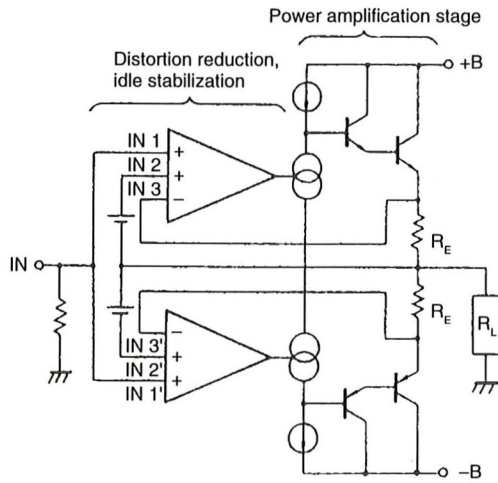 Power amplification stage
Distortion reduction,
idle stabilization
+B
IN 1
IN 2
IN 3
+
+
−
R_E
IN
R_E
R_L
−
+
+
IN 3'
IN 2'
IN 1'
−B